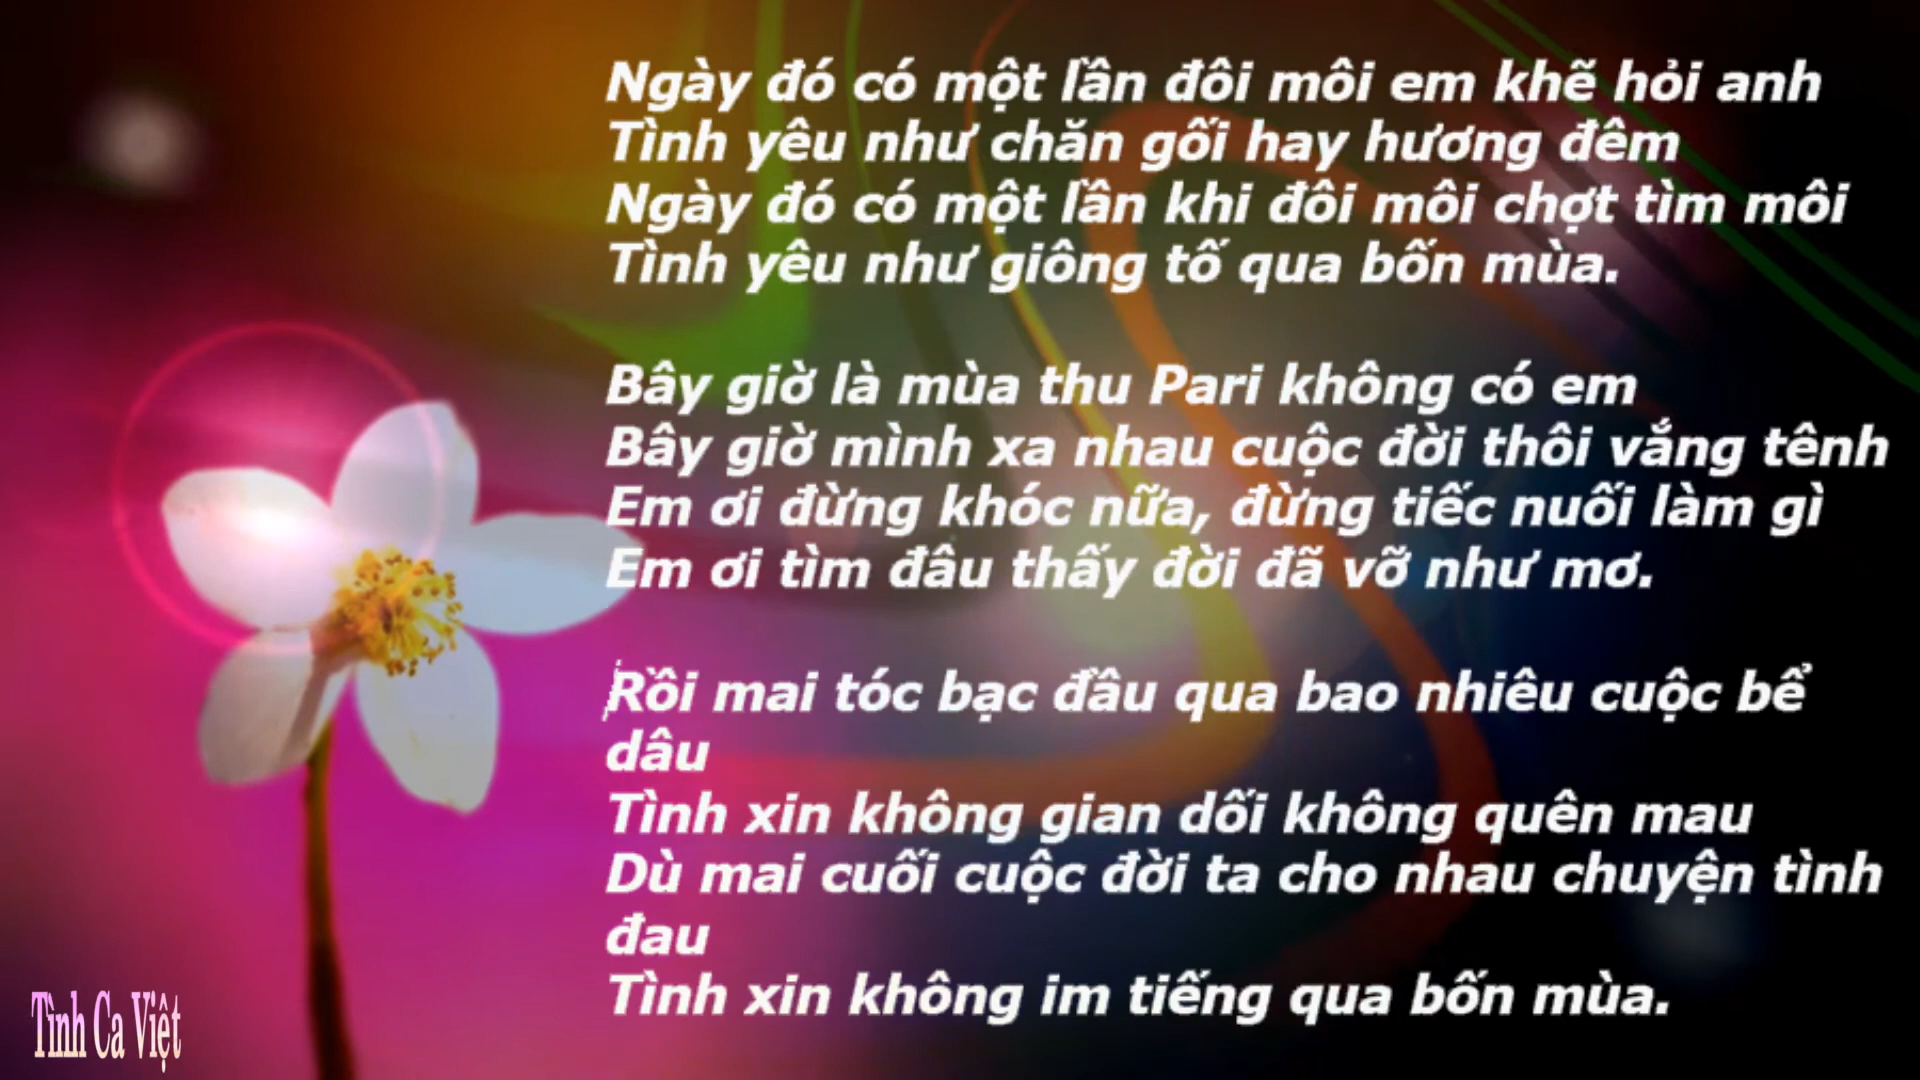 Ngày đó có một lần đôi môi em khẽ hỏi anh
Tình yêu như chăn gối hay hương đêm
Ngày đó có một lần khi đôi môi chợt tìm môi
Tình yêu như giông tố qua bốn mùa.
Bây giờ là mùa thu Pari không có em
Bây giờ mình xa nhau cuộc đời thôi vắng tênh
Em ơi đừng khóc nữa, đừng tiếc nuối làm gì
Em ơi tìm đâu thấy đời đã vỡ như mơ.
Rồi mai tóc bạc đầu qua bao nhiêu cuộc bể
dâu
Tình xin không gian dối không quên mau
Dù mai cuối cuộc đời ta cho nhau chuyện tình
đau
Tình xin không im tiếng qua bốn mùa.
Tình Ca Việt